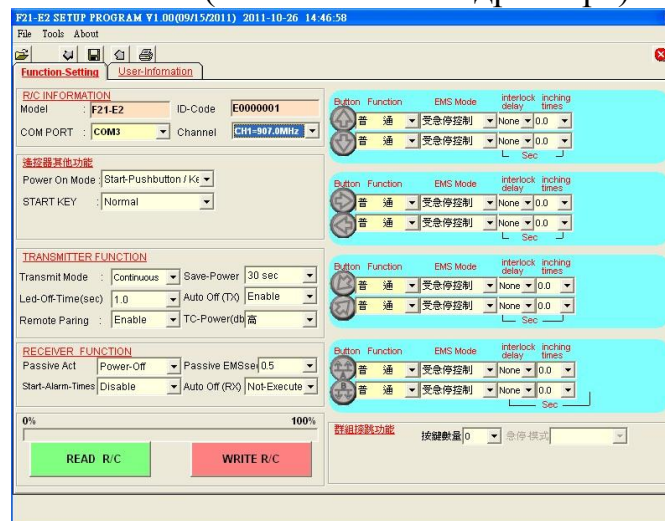 F21-E2 SETUP PROGRAM V1.00(09/15/2011) 2011-10-26 14:46:58
File Tools About
Function-Setting User-Infomation
R/C INFORMATION
Model : F21-E2 ID-Code E0000001
COM PORT : COM3 Channel CH1=907.0MHz
遙控器其他功能
Power On Mode : Start-Pushbutton / Ke
START KEY : Normal
TRANSMITTER FUNCTION
Transmit Mode : Continuous Save-Power 30 sec
Led-Off-Time(sec) 1.0 Auto Off (TX) Enable
Remote Paring : Enable TC-Power(db 高
RECEIVER FUNCTION
Passive Act Power-Off Passive EMSsec 0.5
Start-Alarm-Times Disable Auto Off (RX) Not-Execute
0% 100%
READ R/C WRITE R/C
Button Function EMS Mode interlock delay inching times
普 通 受急停控制 None 0.0
普 通 受急停控制 None 0.0
Sec
Button Function EMS Mode interlock delay inching times
普 通 受急停控制 None 0.0
普 通 受急停控制 None 0.0
Sec
Button Function EMS Mode interlock delay inching times
普 通 受急停控制 None 0.0
普 通 受急停控制 None 0.0
Sec
Button Function EMS Mode interlock delay inching times
普 通 受急停控制 None 0.0
B 普 通 受急停控制 None 0.0
Sec
按鍵數量 0 急停模式